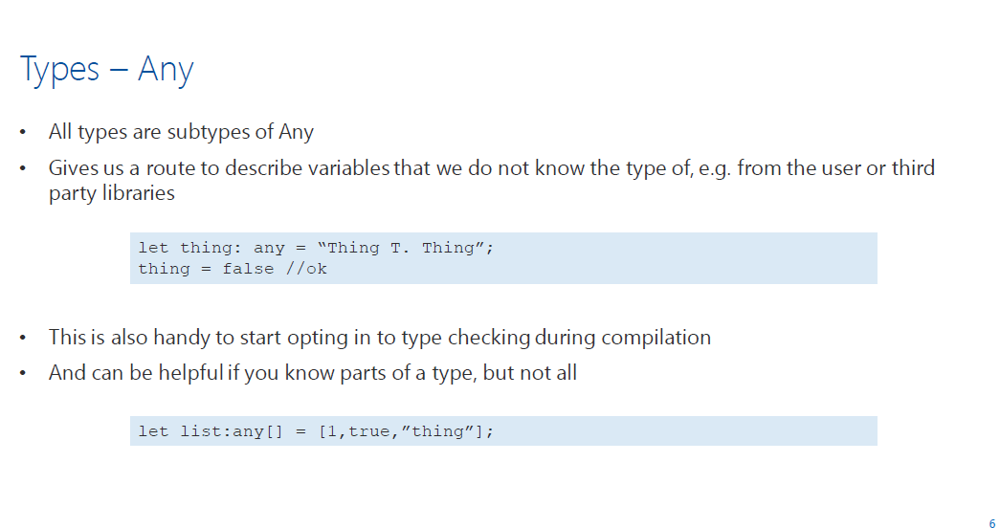 Types – Any
• All types are subtypes of Any
• Gives us a route to describe variables that we do not know the type of, e.g. from the user or third
party libraries
let thing: any = “Thing T. Thing”;
thing = false //ok
• This is also handy to start opting in to type checking during compilation
• And can be helpful if you know parts of a type, but not all
let list:any[] = [1,true,”thing”];
6